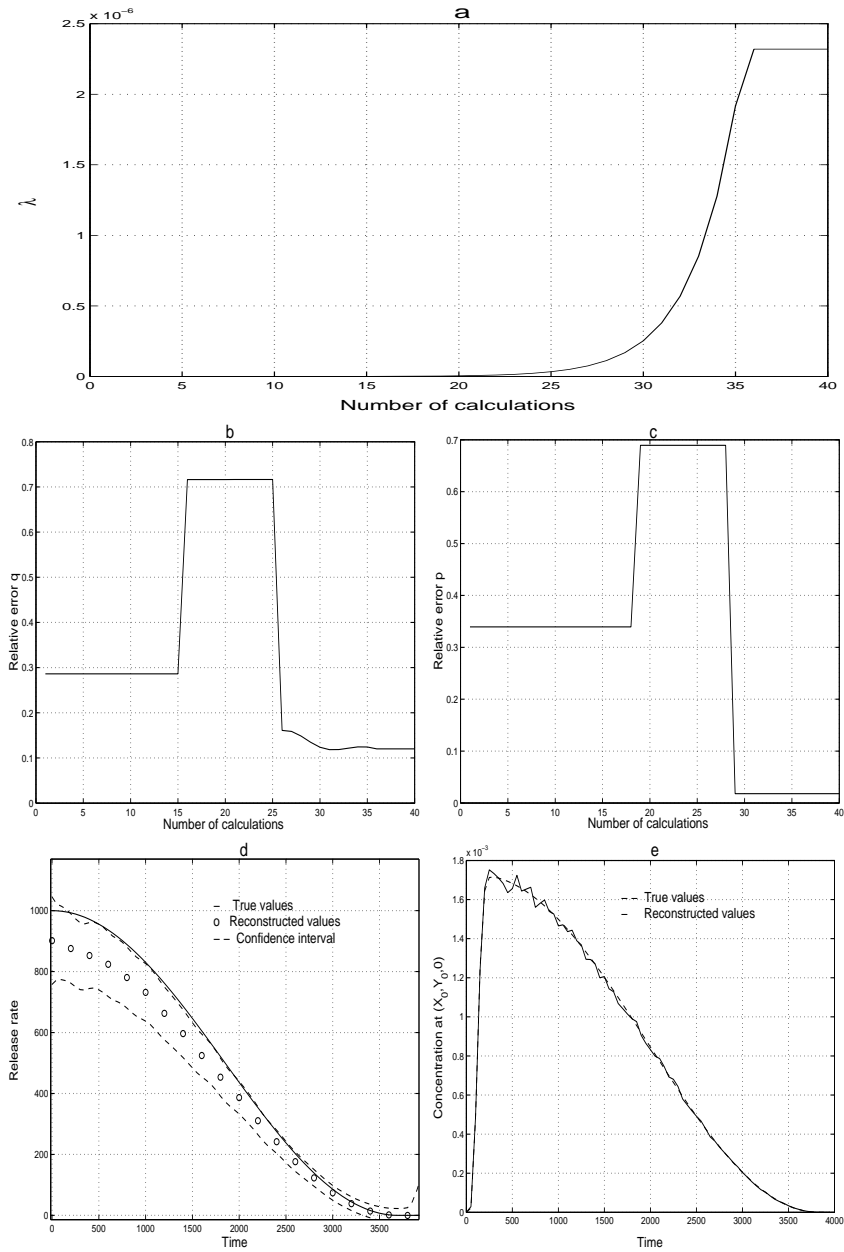 a
× 10⁻⁶
2.5
2
1.5
1
0.5
0
λ
0 5 10 15 20 25 30 35 40
Number of calculations
b
0.8
0.7
0.6
0.5
0.4
0.3
0.2
0.1
0
Relative error q
0 5 10 15 20 25 30 35 40
Number of calculations
c
0.7
0.6
0.5
0.4
0.3
0.2
0.1
0
Relative error p
0 5 10 15 20 25 30 35 40
Number of calculations
d
1000
800
600
400
200
0
Release rate
True values
Reconstructed values
Confidence interval
0 500 1000 1500 2000 2500 3000 3500
Time
e
x 10⁻³
1.8
1.6
1.4
1.2
1
0.8
0.6
0.4
0.2
0
Concentration at (X₀,Y₀,0)
True values
Reconstructed values
0 500 1000 1500 2000 2500 3000 3500 4000
Time